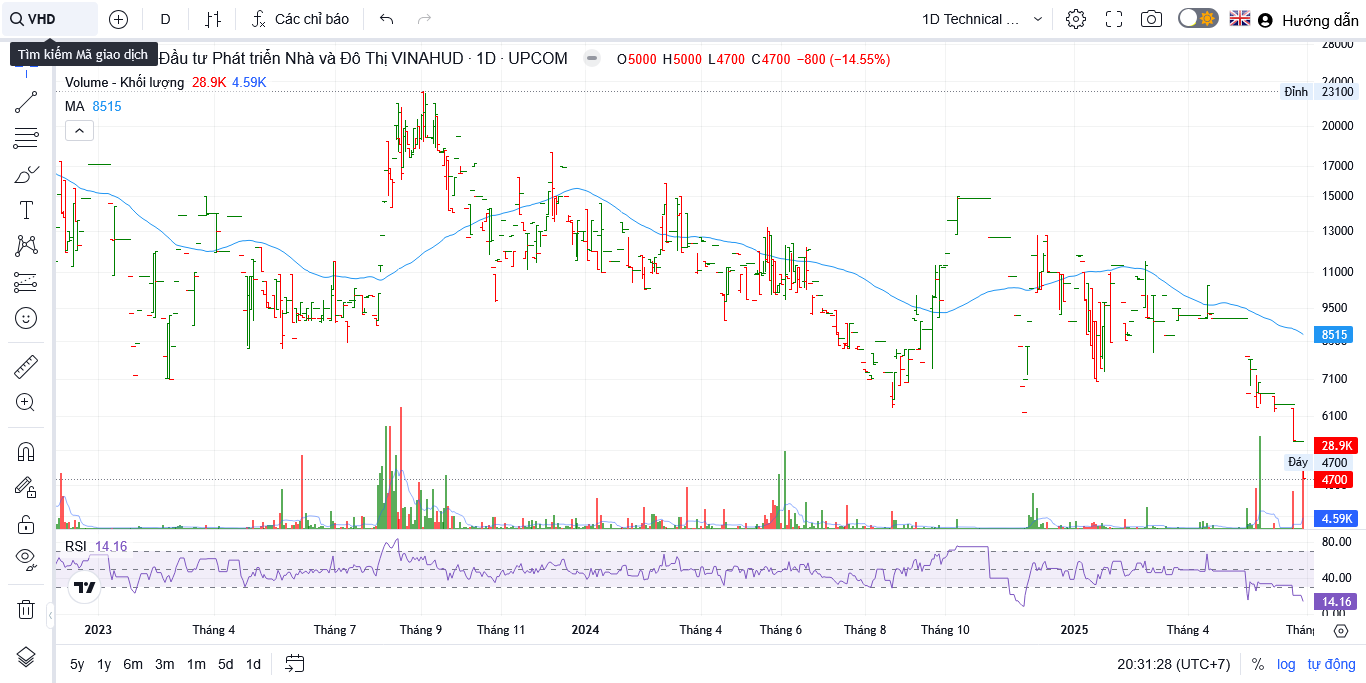 VHD
D
Các chỉ báo
1D Technical ...
Hướng dẫn
Tìm kiếm Mã giao dịch
Đầu tư Phát triển Nhà và Đô Thị VINAHUD · 1D · UPCOM
O5000 H5000 L4700 C4700 −800 (−14.55%)
Volume - Khối lượng 28.9K 4.59K
MA 8515
28000
24000
Đỉnh 23100
20000
17000
15000
13000
11000
9500
8515
7100
6100
28.9K
Đáy 4700
4700
4.59K
RSI 14.16
80.00
40.00
14.16
0.00
2023 Tháng 4 Tháng 7 Tháng 9 Tháng 11 2024 Tháng 4 Tháng 6 Tháng 8 Tháng 10 2025 Tháng 4 Tháng
5y 1y 6m 3m 1m 5d 1d
20:31:28 (UTC+7) % log tự động